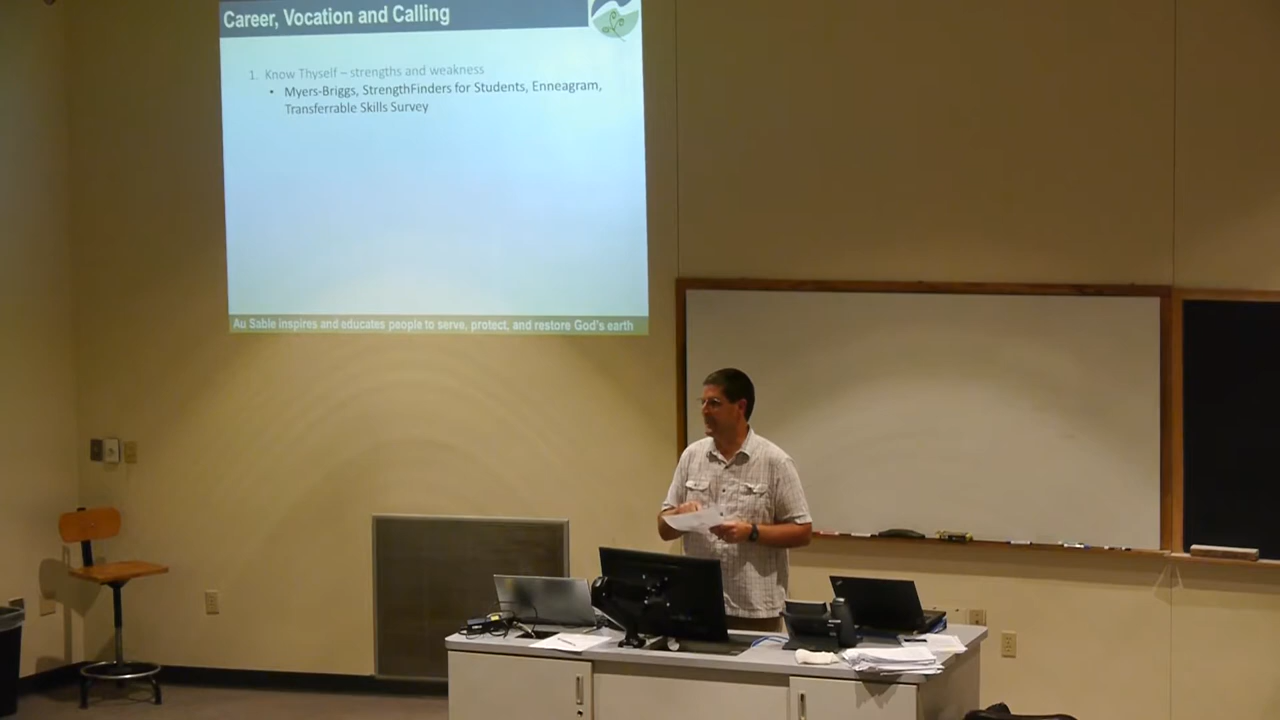 Career, Vocation and Calling
1. Know Thyself – strengths and weakness
• Myers-Briggs, StrengthFinders for Students, Enneagram,
Transferrable Skills Survey
Au Sable inspires and educates people to serve, protect, and restore God's earth